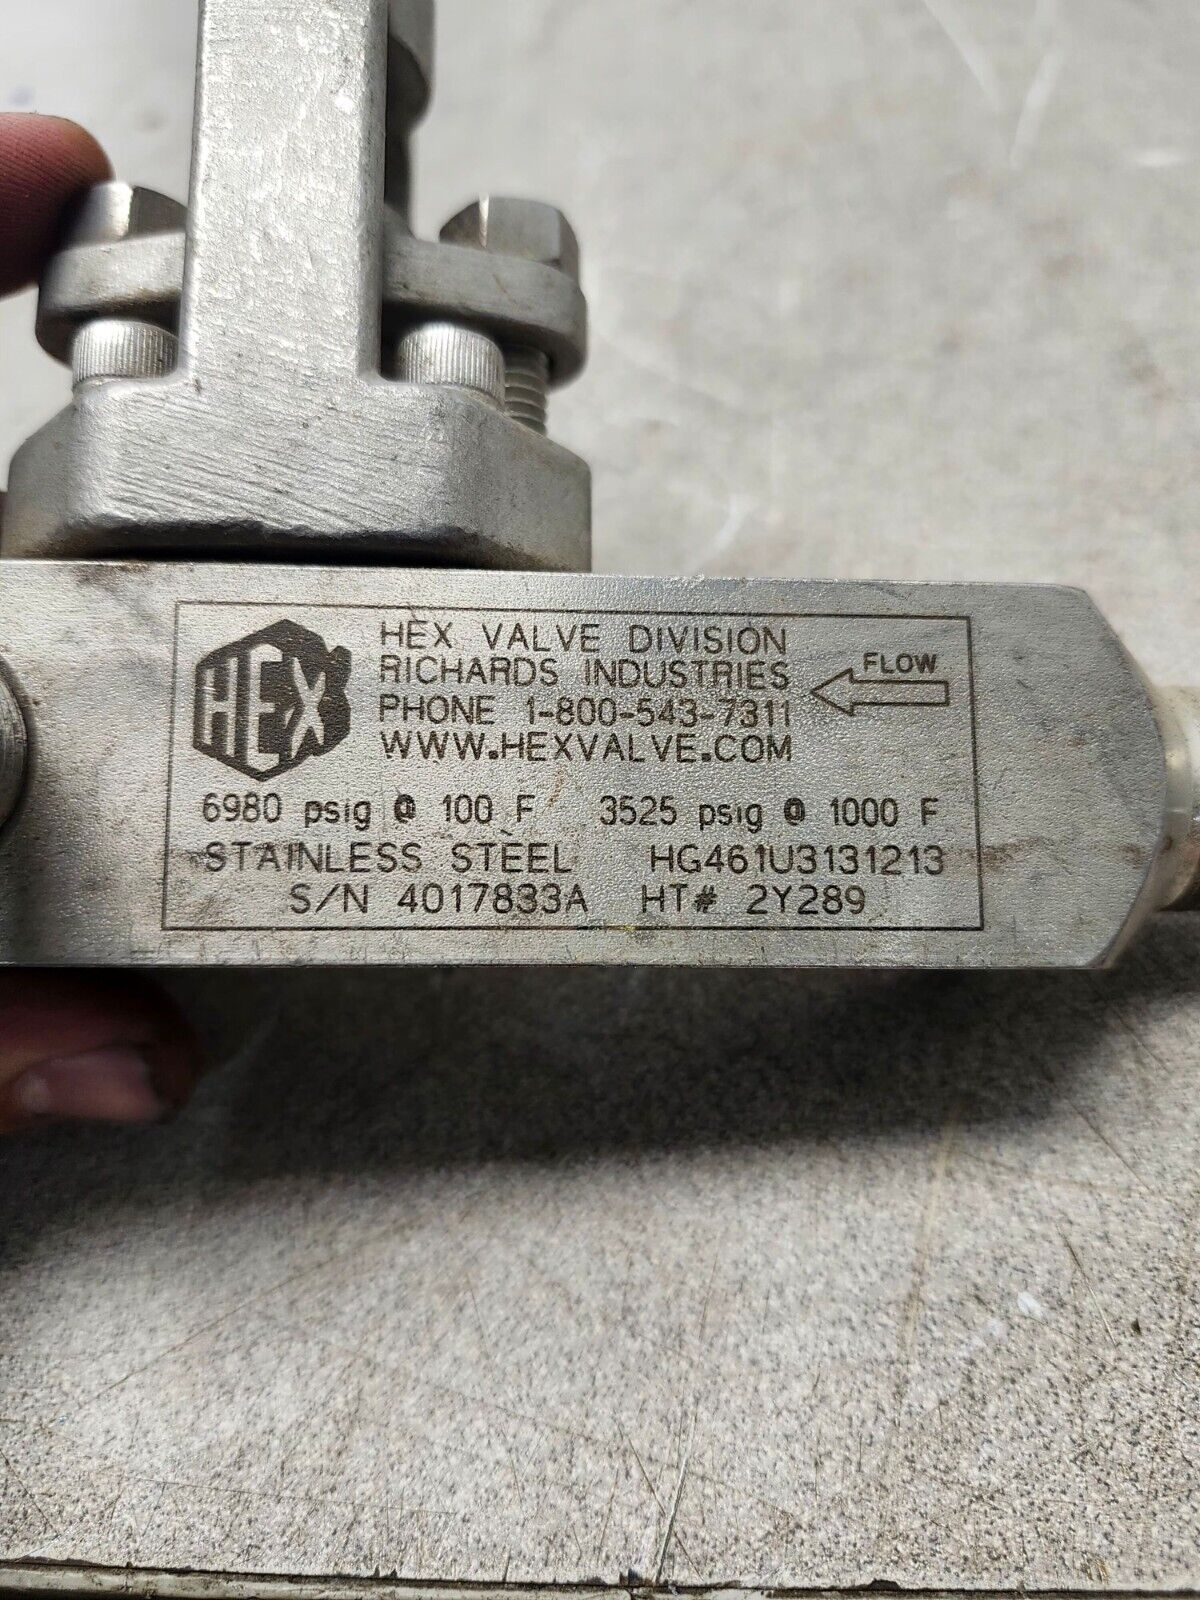 HEX
HEX VALVE DIVISION
RICHARDS INDUSTRIES
PHONE 1-800-543-7311
WWW.HEXVALVE.COM
FLOW
6980 psig @ 100 F 3525 psig @ 1000 F
STAINLESS STEEL HG461U3131213
S/N 4017833A HT# 2Y289